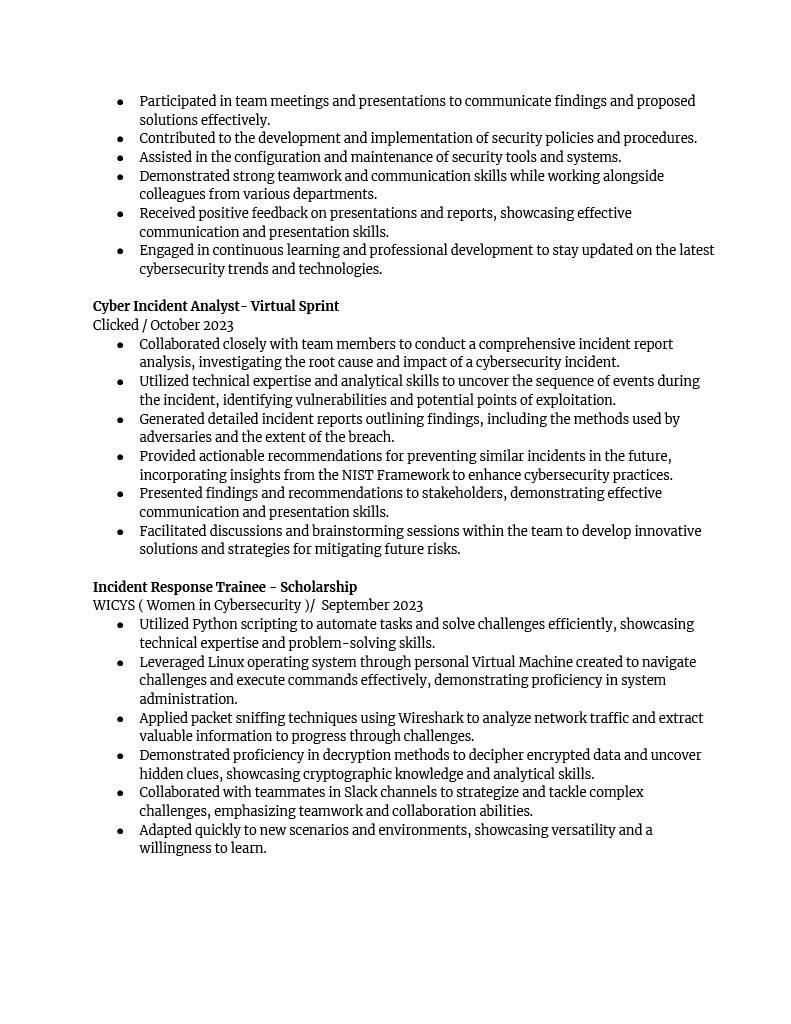 ● Participated in team meetings and presentations to communicate findings and proposed
solutions effectively.
● Contributed to the development and implementation of security policies and procedures.
● Assisted in the configuration and maintenance of security tools and systems.
● Demonstrated strong teamwork and communication skills while working alongside
colleagues from various departments.
● Received positive feedback on presentations and reports, showcasing effective
communication and presentation skills.
● Engaged in continuous learning and professional development to stay updated on the latest
cybersecurity trends and technologies.
Cyber Incident Analyst- Virtual Sprint
Clicked / October 2023
● Collaborated closely with team members to conduct a comprehensive incident report
analysis, investigating the root cause and impact of a cybersecurity incident.
● Utilized technical expertise and analytical skills to uncover the sequence of events during
the incident, identifying vulnerabilities and potential points of exploitation.
● Generated detailed incident reports outlining findings, including the methods used by
adversaries and the extent of the breach.
● Provided actionable recommendations for preventing similar incidents in the future,
incorporating insights from the NIST Framework to enhance cybersecurity practices.
● Presented findings and recommendations to stakeholders, demonstrating effective
communication and presentation skills.
● Facilitated discussions and brainstorming sessions within the team to develop innovative
solutions and strategies for mitigating future risks.
Incident Response Trainee - Scholarship
WICYS ( Women in Cybersecurity )/ September 2023
● Utilized Python scripting to automate tasks and solve challenges efficiently, showcasing
technical expertise and problem-solving skills.
● Leveraged Linux operating system through personal Virtual Machine created to navigate
challenges and execute commands effectively, demonstrating proficiency in system
administration.
● Applied packet sniffing techniques using Wireshark to analyze network traffic and extract
valuable information to progress through challenges.
● Demonstrated proficiency in decryption methods to decipher encrypted data and uncover
hidden clues, showcasing cryptographic knowledge and analytical skills.
● Collaborated with teammates in Slack channels to strategize and tackle complex
challenges, emphasizing teamwork and collaboration abilities.
● Adapted quickly to new scenarios and environments, showcasing versatility and a
willingness to learn.